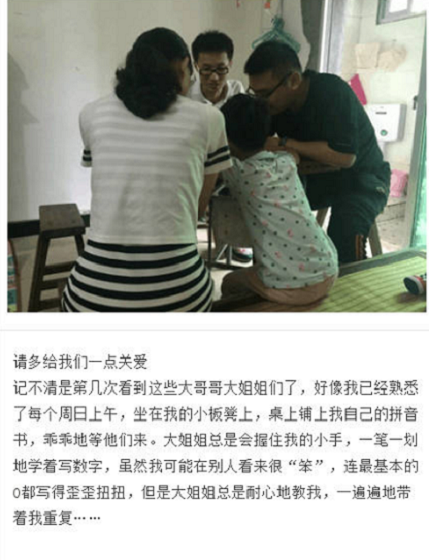 请多给我们一点关爱
记不清是第几次看到这些大哥哥大姐姐们了，好像我已经熟悉
了每个周日上午，坐在我的小板凳上，桌上铺上我自己的拼音
书，乖乖地等他们来。大姐姐总是会握住我的小手，一笔一划
地学着写数字，虽然我可能在别人看来很“笨”，连最基本的
0都写得歪歪扭扭，但是大姐姐总是耐心地教我，一遍遍地带
着我重复……